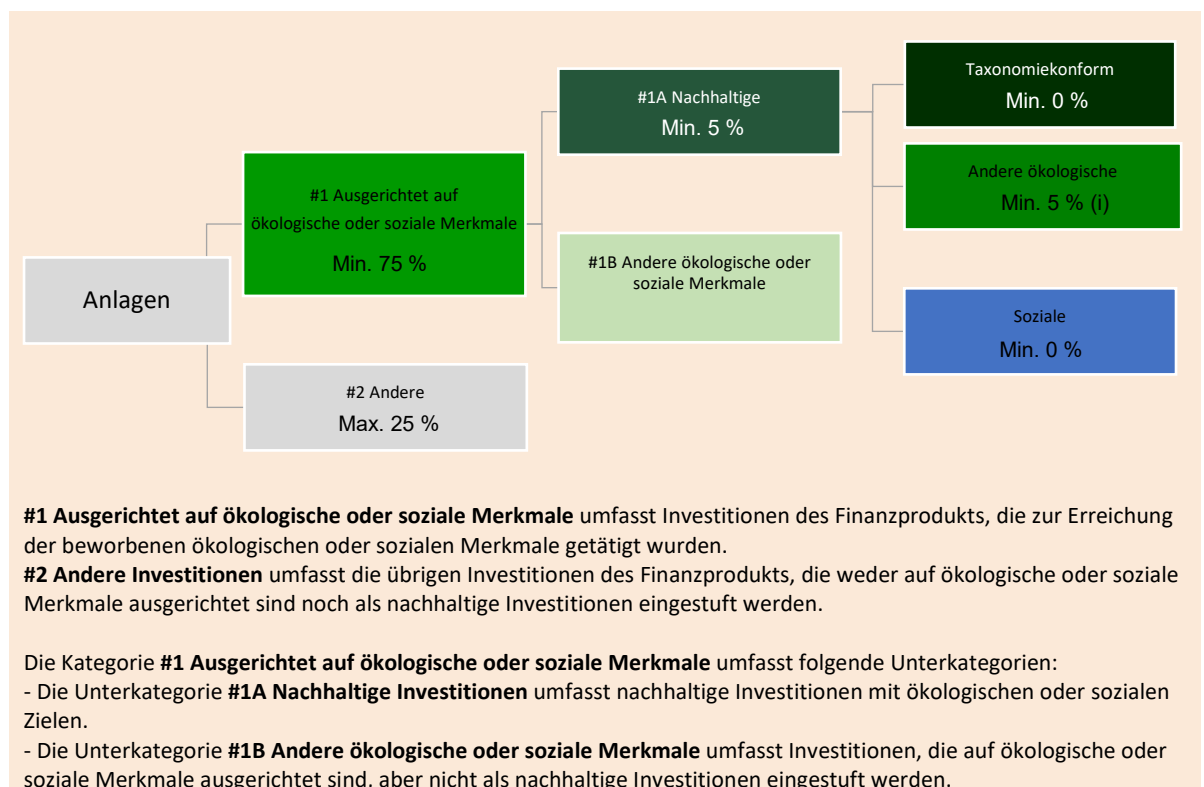 Anlagen
#1 Ausgerichtet auf
ökologische oder soziale Merkmale
Min. 75 %
#2 Andere
Max. 25 %
#1A Nachhaltige
Min. 5 %
#1B Andere ökologische oder
soziale Merkmale
Taxonomiekonform
Min. 0 %
Andere ökologische
Min. 5 % (i)
Soziale
Min. 0 %
#1 Ausgerichtet auf ökologische oder soziale Merkmale umfasst Investitionen des Finanzprodukts, die zur Erreichung
der beworbenen ökologischen oder sozialen Merkmale getätigt wurden.
#2 Andere Investitionen umfasst die übrigen Investitionen des Finanzprodukts, die weder auf ökologische oder soziale
Merkmale ausgerichtet sind noch als nachhaltige Investitionen eingestuft werden.
Die Kategorie #1 Ausgerichtet auf ökologische oder soziale Merkmale umfasst folgende Unterkategorien:
- Die Unterkategorie #1A Nachhaltige Investitionen umfasst nachhaltige Investitionen mit ökologischen oder sozialen
Zielen.
- Die Unterkategorie #1B Andere ökologische oder soziale Merkmale umfasst Investitionen, die auf ökologische oder
soziale Merkmale ausgerichtet sind, aber nicht als nachhaltige Investitionen eingestuft werden.